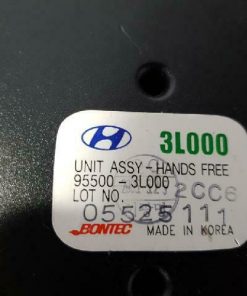 3L000
UNIT ASSY-HANDS FREE
95500-3L000
LOT NO. 2CC6
05525111
BONTEC MADE IN KOREA